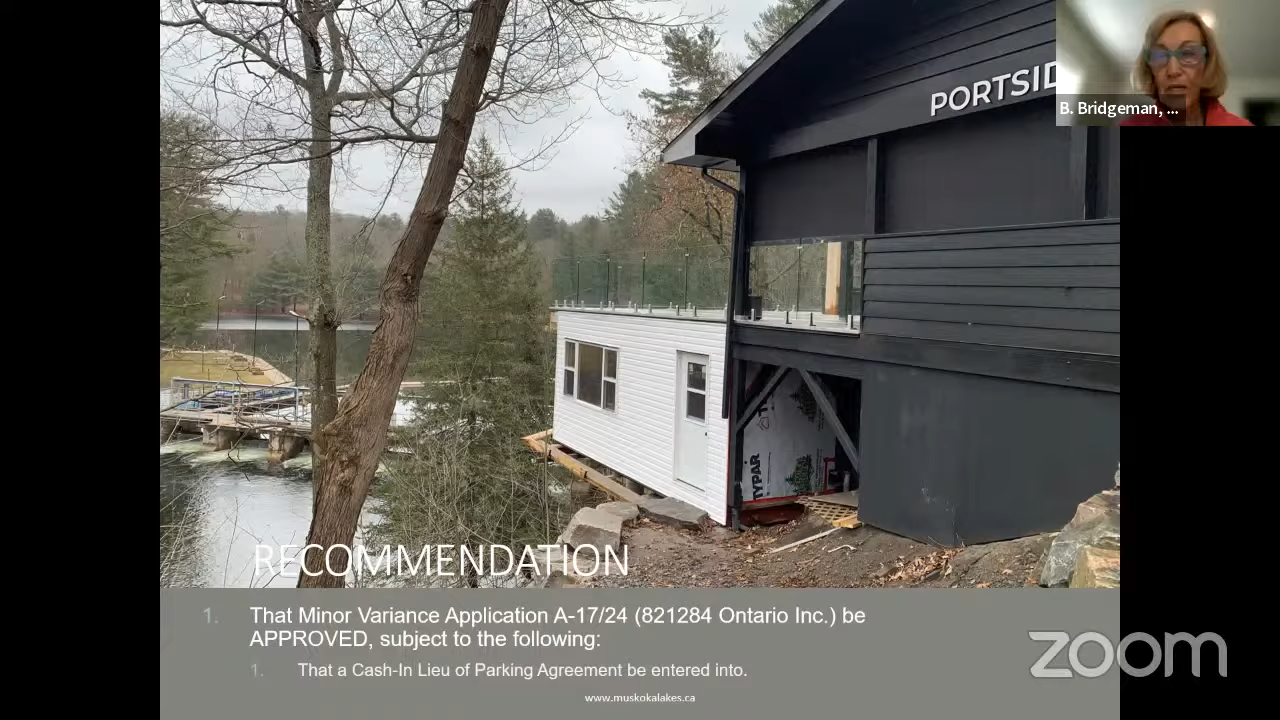 PORTSID
B. Bridgeman, ...
TYPAR
RECOMMENDATION
1. That Minor Variance Application A-17/24 (821284 Ontario Inc.) be
APPROVED, subject to the following:
1. That a Cash-In Lieu of Parking Agreement be entered into.
www.muskokalakes.ca
zoom